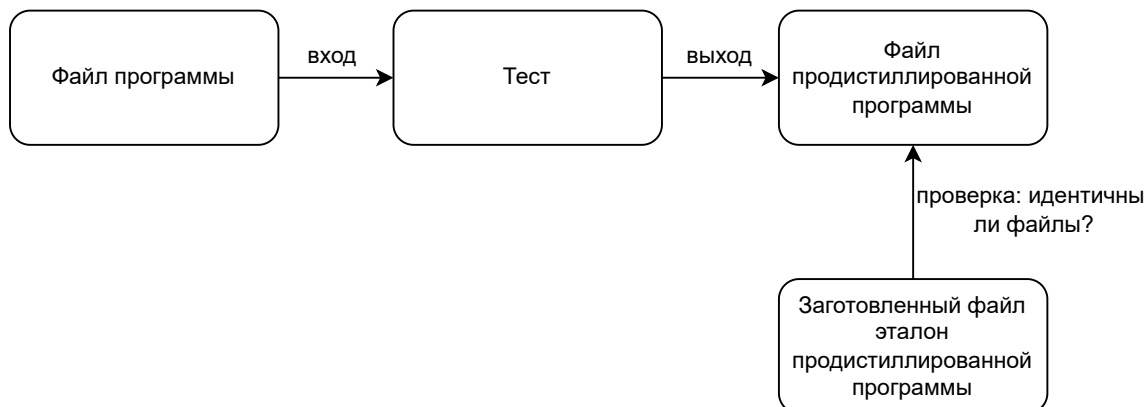 Файл программы
вход
Тест
выход
Файл
продистиллированной
программы
проверка: идентичны
ли файлы?
Заготовленный файл
эталон
продистиллированной
программы